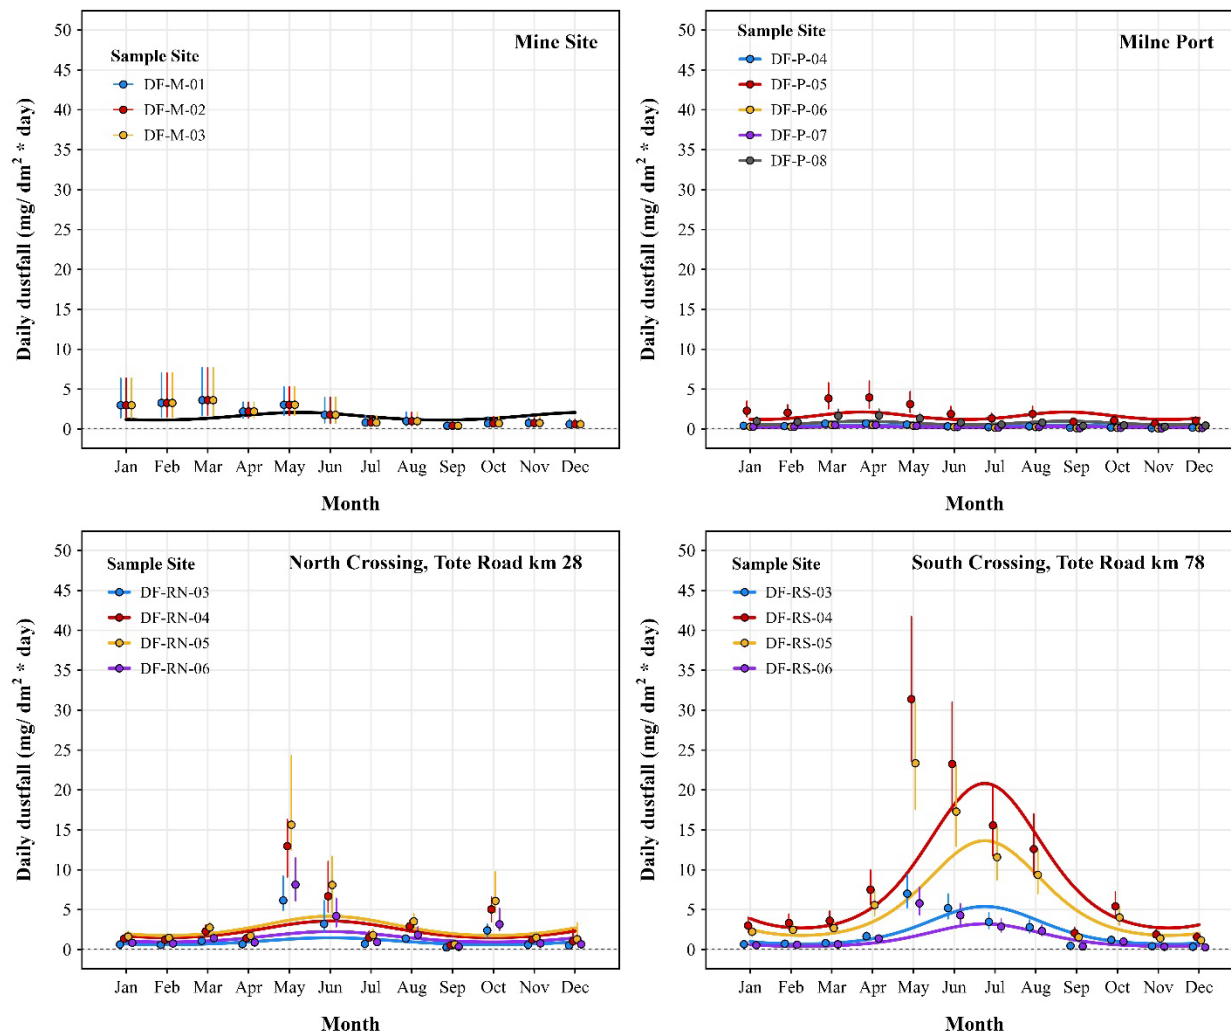 Mine Site
Sample Site
DF-M-01
DF-M-02
DF-M-03
Daily dustfall (mg/ dm² * day)
50
45
40
35
30
25
20
15
10
5
0
Jan Feb Mar Apr May Jun Jul Aug Sep Oct Nov Dec
Month
Milne Port
Sample Site
DF-P-04
DF-P-05
DF-P-06
DF-P-07
DF-P-08
Daily dustfall (mg/ dm² * day)
50
45
40
35
30
25
20
15
10
5
0
Jan Feb Mar Apr May Jun Jul Aug Sep Oct Nov Dec
Month
North Crossing, Tote Road km 28
Sample Site
DF-RN-03
DF-RN-04
DF-RN-05
DF-RN-06
Daily dustfall (mg/ dm² * day)
50
45
40
35
30
25
20
15
10
5
0
Jan Feb Mar Apr May Jun Jul Aug Sep Oct Nov Dec
Month
South Crossing, Tote Road km 78
Sample Site
DF-RS-03
DF-RS-04
DF-RS-05
DF-RS-06
Daily dustfall (mg/ dm² * day)
50
45
40
35
30
25
20
15
10
5
0
Jan Feb Mar Apr May Jun Jul Aug Sep Oct Nov Dec
Month